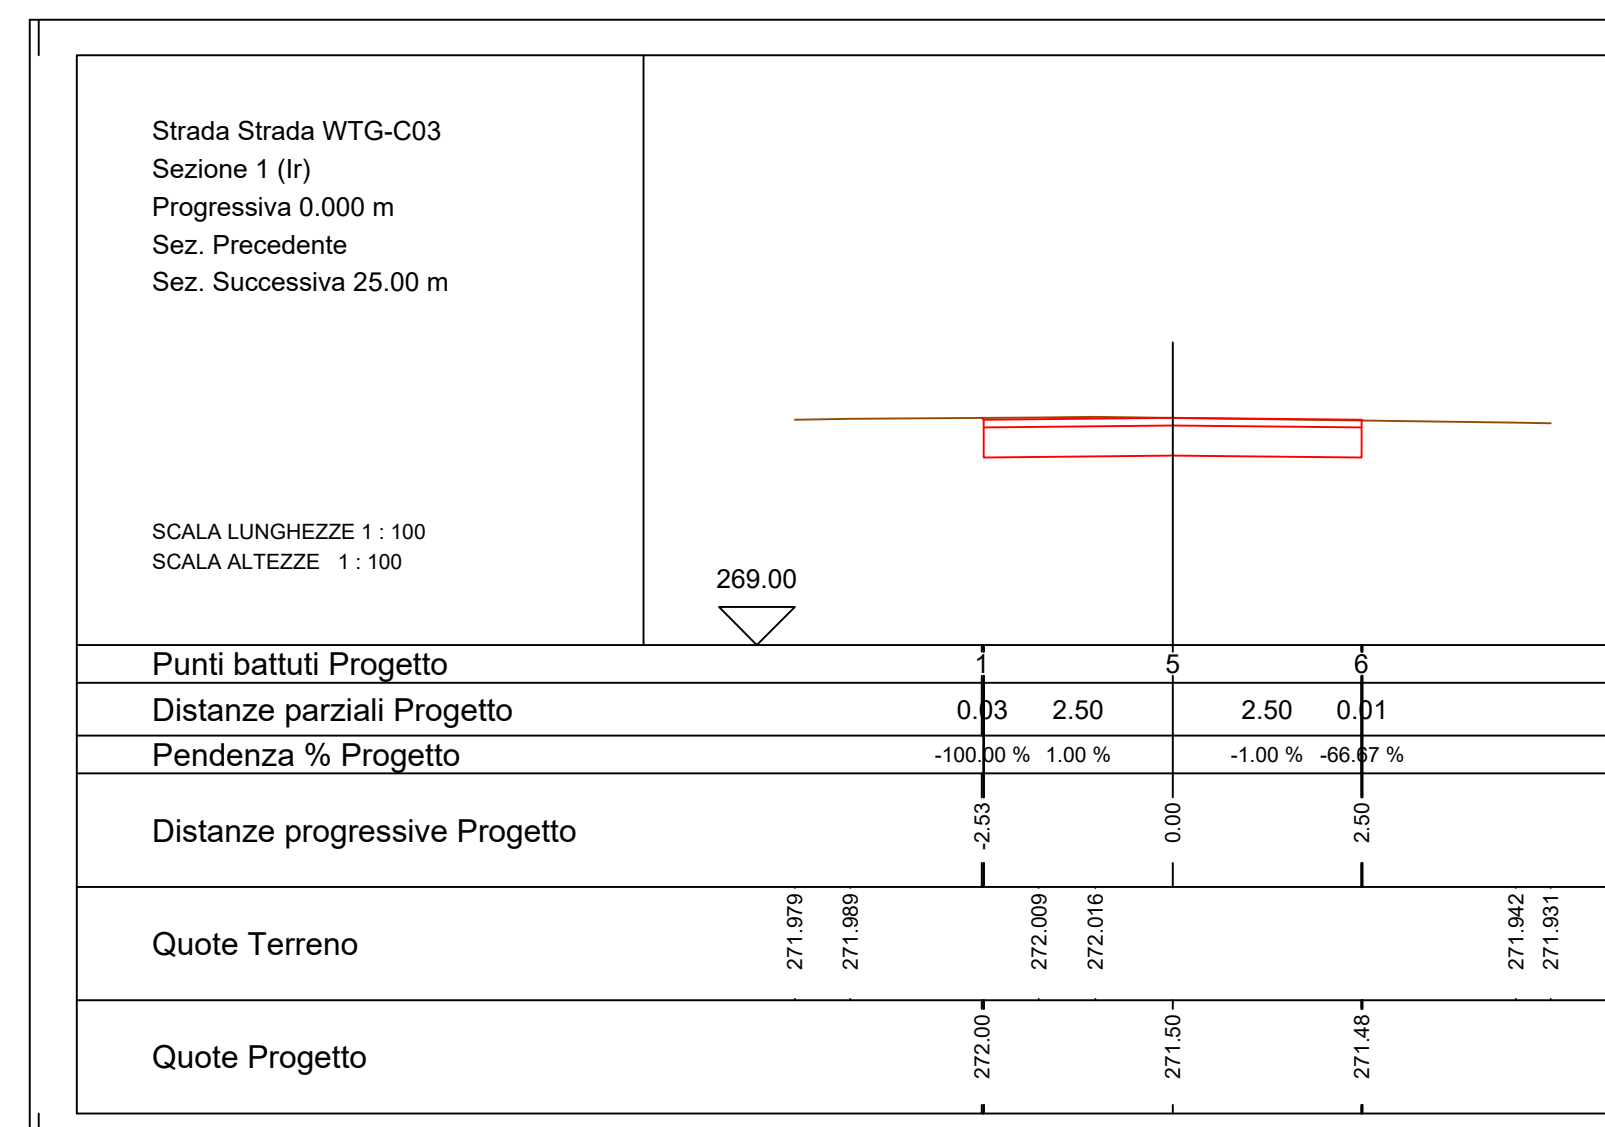 Strada Strada WTG-C03
Sezione 1 (Ir)
Progressiva 0.000 m
Sez. Precedente
Sez. Successiva 25.00 m
SCALA LUNGHEZZE 1 : 100
SCALA ALTEZZE 1 : 100
269.00
Punti battuti Progetto 1 5 6
Distanze parziali Progetto 0.03 2.50 2.50 0.01
Pendenza % Progetto -100.00 % 1.00 % -1.00 % -66.67 %
Distanze progressive Progetto -2.53 0.00 2.50
Quote Terreno 271.979 271.989 272.009 272.016 271.942 271.931
Quote Progetto 272.00 271.50 271.48